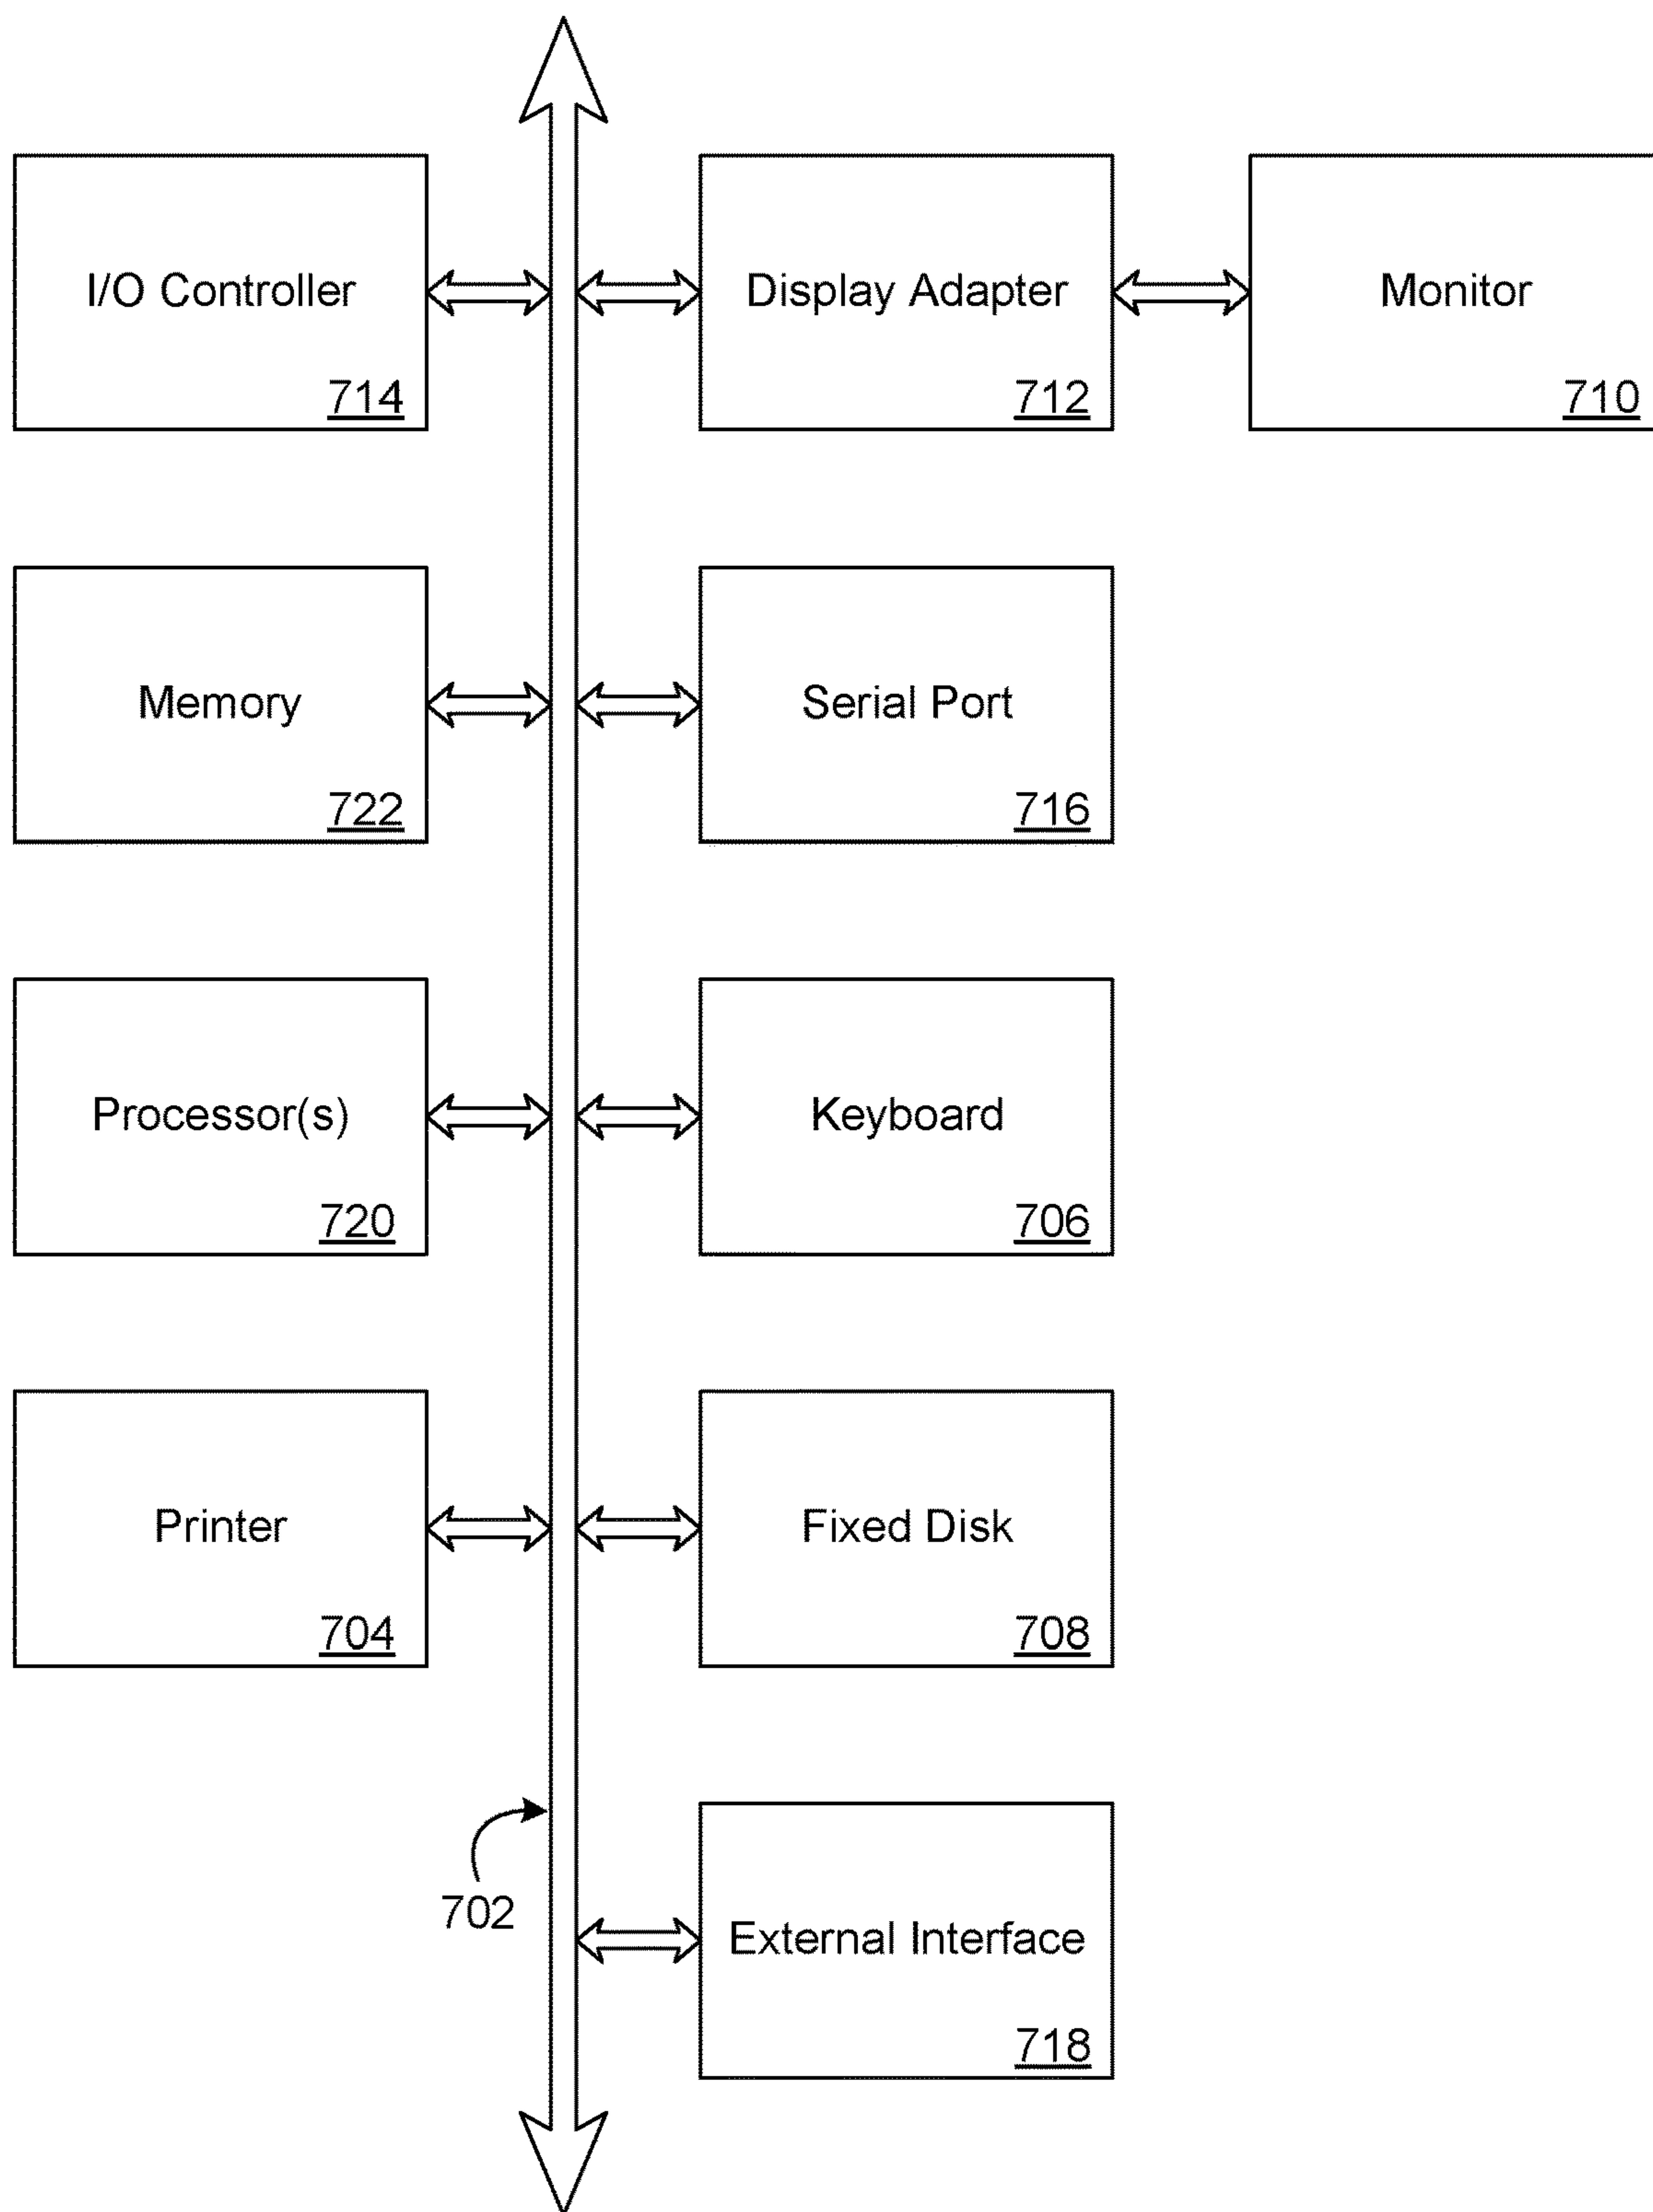 I/O Controller
714
Display Adapter
712
Monitor
710
Memory
722
Serial Port
716
Processor(s)
720
Keyboard
706
Printer
704
Fixed Disk
708
702
External Interface
718